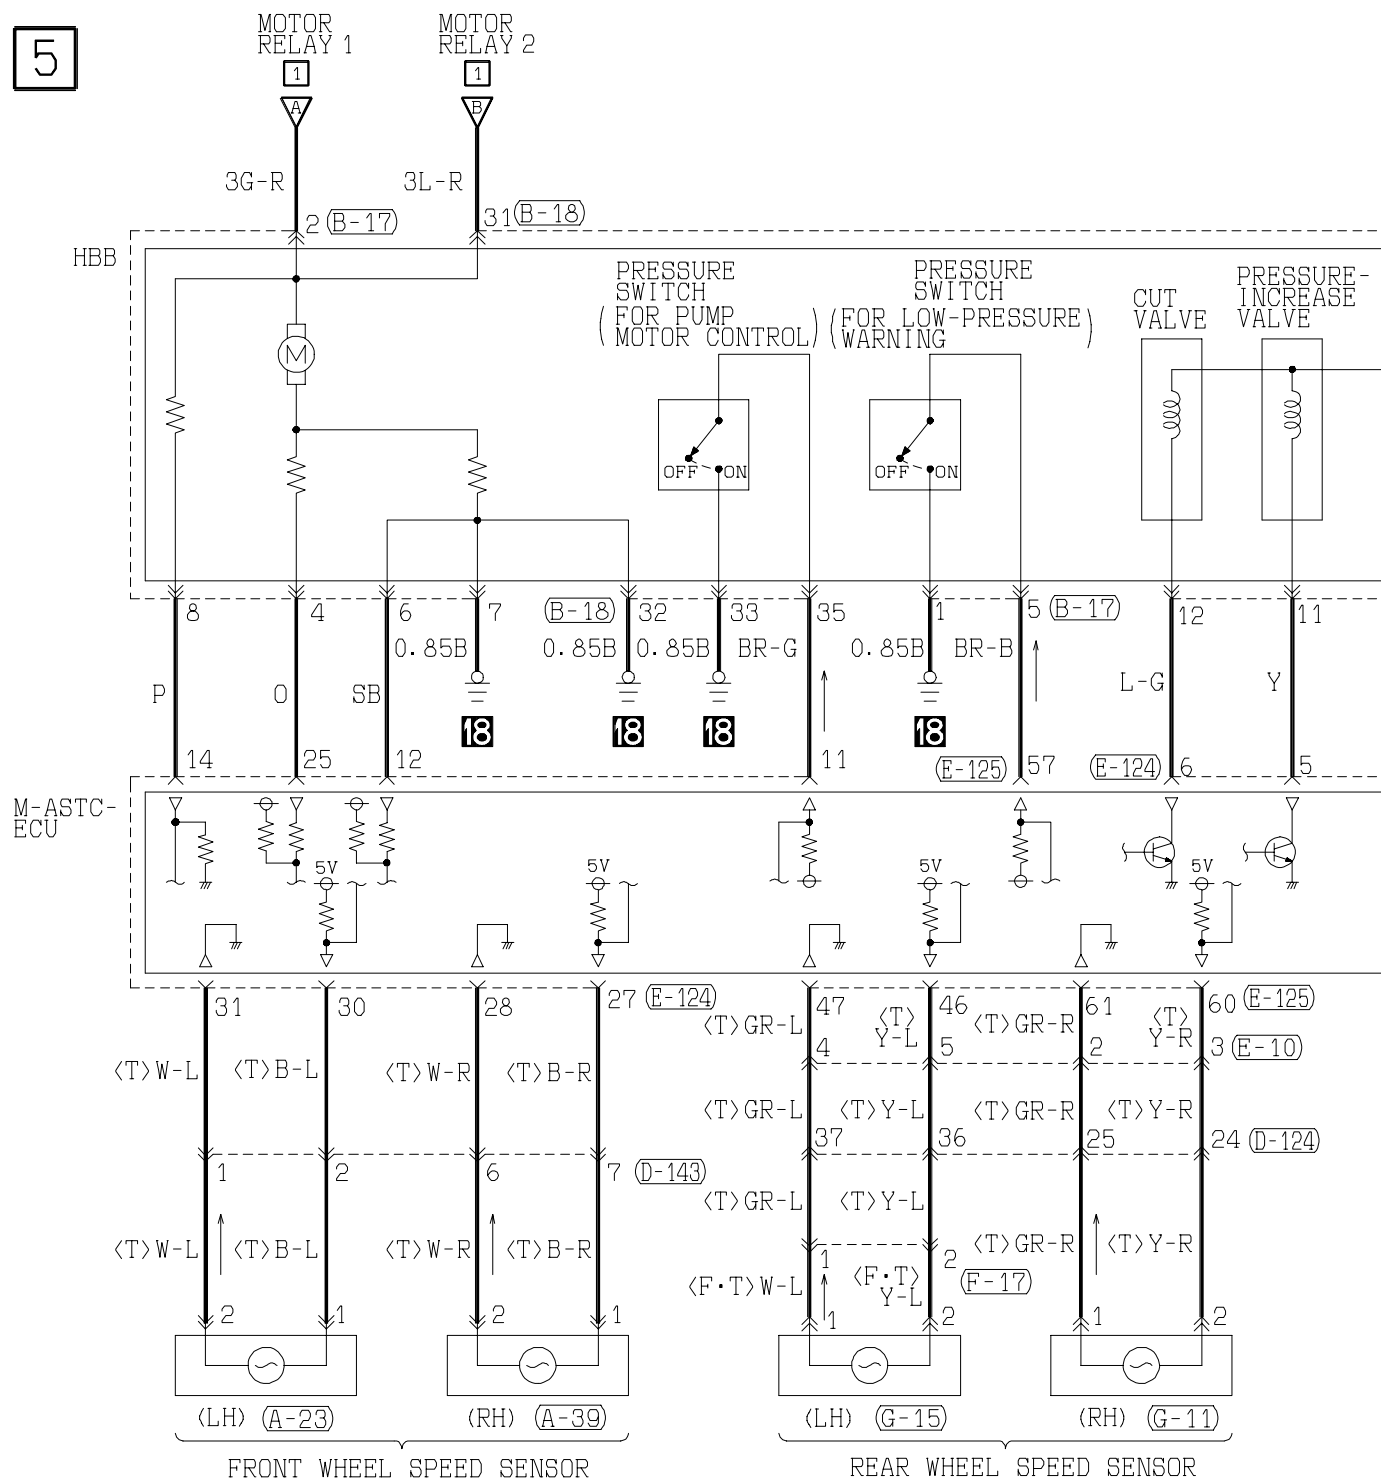 5
MOTOR
RELAY 1
MOTOR
RELAY 2
1
1
A
B
3G-R
3L-R
2 B-17
31 B-18
HBB
PRESSURE
SWITCH
(FOR PUMP
MOTOR CONTROL)
PRESSURE
SWITCH
(FOR LOW-PRESSURE
WARNING)
CUT
VALVE
PRESSURE-
INCREASE
VALVE
M
OFF ON
OFF ON
8 4 6 7 B-18 32 33 35 1 5 B-17 12 11
0.85B 0.85B 0.85B BR-G 0.85B BR-B
P O SB L-G Y
18 18 18 18
14 25 12 11 E-125 57 E-124 6 5
M-ASTC-
ECU
5V 5V 5V 5V
31 30 28 27 E-124 47 46 61 60 E-125
<T>GR-L <T>
Y-L <T>GR-R <T>
Y-R
4 5 2 3 E-10
<T>W-L <T>B-L <T>W-R <T>B-R
<T>GR-L <T>Y-L <T>GR-R <T>Y-R
37 36 25 24 D-124
1 2 6 7 D-143
<T>GR-L <T>Y-L
<T>W-L <T>B-L <T>W-R <T>B-R <T>GR-R <T>Y-R
1 2 F-17
<F·T>W-L <F·T>
Y-L
2 1 2 1 1 2 1 2
(LH) A-23 (RH) A-39 (LH) G-15 (RH) G-11
FRONT WHEEL SPEED SENSOR
REAR WHEEL SPEED SENSOR